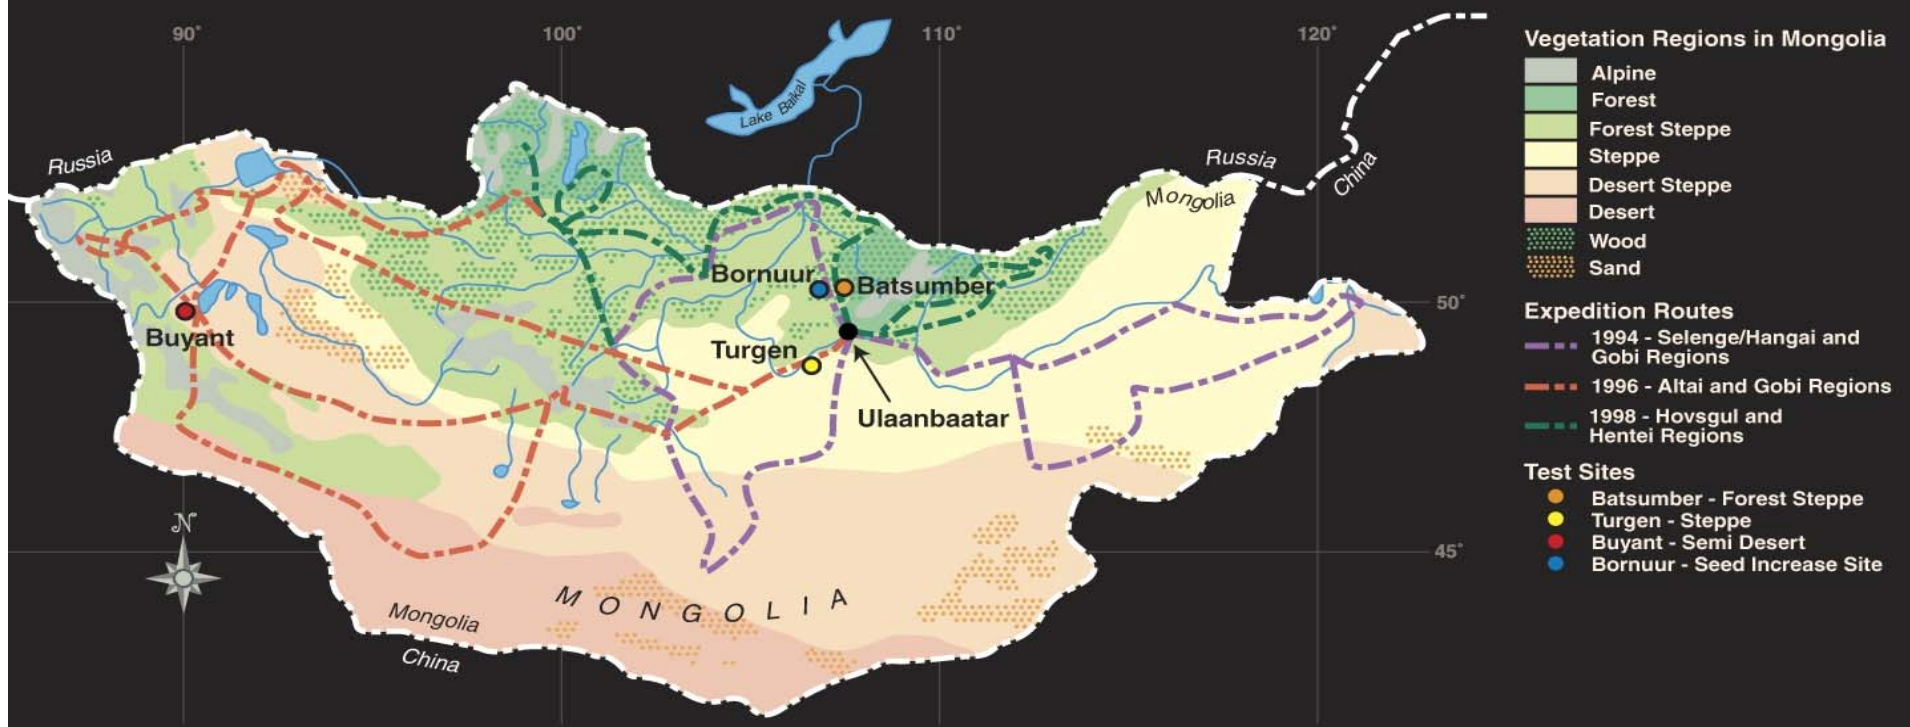 90°
100°
110°
120°
Lake Baikal
Russia
Russia
China
Mongolia
Bornuur
Batsumber
50°
Buyant
Turgen
Ulaanbaatar
N
45°
MONGOLIA
Mongolia
China
Vegetation Regions in Mongolia
Alpine
Forest
Forest Steppe
Steppe
Desert Steppe
Desert
Wood
Sand
Expedition Routes
1994 - Selenge/Hangai and
Gobi Regions
1996 - Altai and Gobi Regions
1998 - Hovsgul and
Hentei Regions
Test Sites
Batsumber - Forest Steppe
Turgen - Steppe
Buyant - Semi Desert
Bornuur - Seed Increase Site